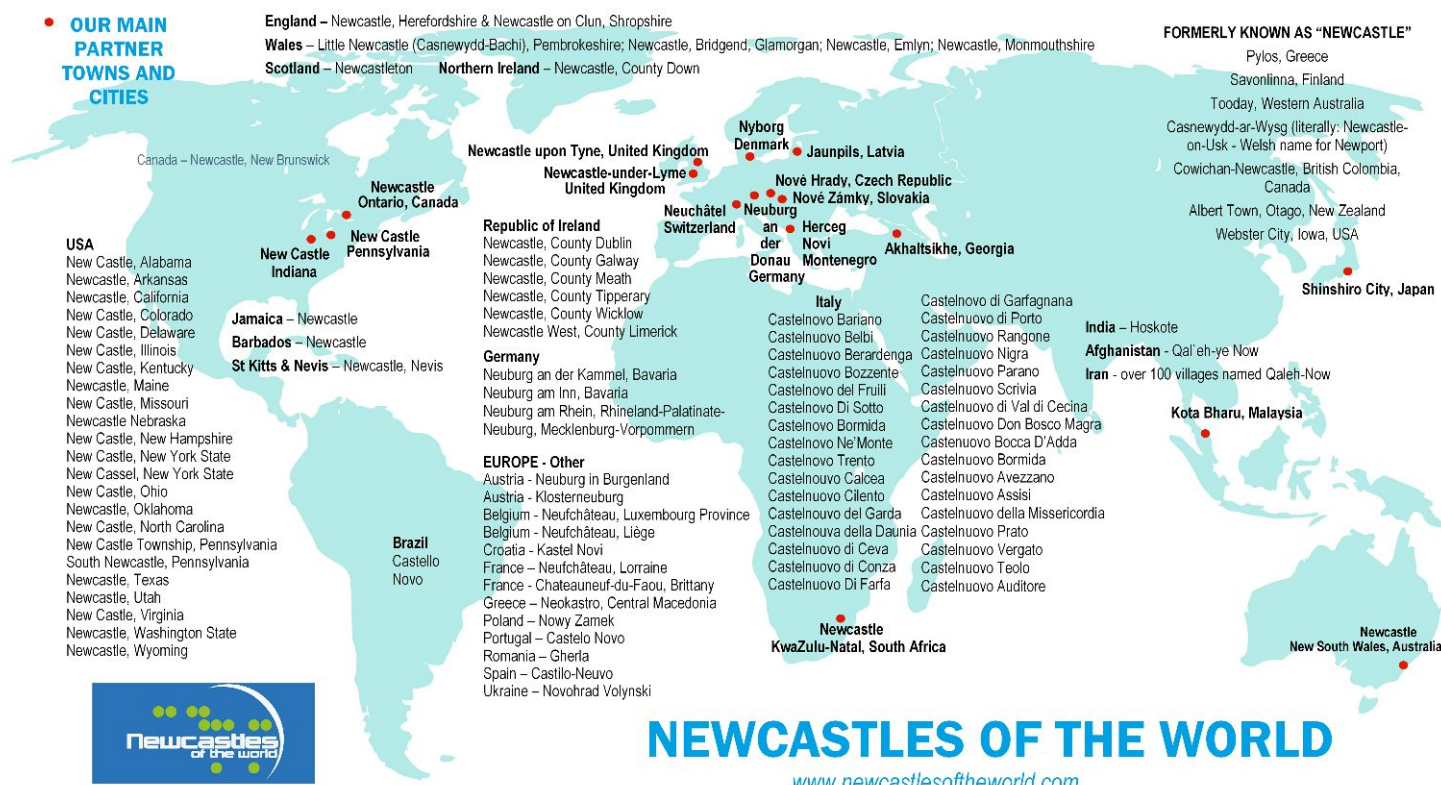 OUR MAIN
PARTNER
TOWNS AND
CITIES
England – Newcastle, Herefordshire & Newcastle on Clun, Shropshire
Wales – Little Newcastle (Casnewydd-Bachi), Pembrokeshire; Newcastle, Bridgend, Glamorgan; Newcastle, Emlyn; Newcastle, Monmouthshire
Scotland – Newcastleton Northern Ireland – Newcastle, County Down
FORMERLY KNOWN AS “NEWCASTLE”
Pylos, Greece
Savonlinna, Finland
Tooday, Western Australia
Casnewydd-ar-Wysg (literally: Newcastle-
on-Usk - Welsh name for Newport)
Cowichan-Newcastle, British Colombia,
Canada
Albert Town, Otago, New Zealand
Webster City, Iowa, USA
Canada – Newcastle, New Brunswick
Newcastle
Ontario, Canada
New Castle
Pennsylvania
New Castle
Indiana
Newcastle upon Tyne, United Kingdom
Newcastle-under-Lyme
United Kingdom
Nyborg
Denmark
Jaunpils, Latvia
Nové Hrady, Czech Republic
Nové Zámky, Slovakia
Neuchâtel
Switzerland
Neuburg
an
der
Donau
Germany
Herceg
Novi
Montenegro
Akhaltsikhe, Georgia
Shinshiro City, Japan
USA
New Castle, Alabama
Newcastle, Arkansas
Newcastle, California
New Castle, Colorado
New Castle, Delaware
New Castle, Illinois
New Castle, Kentucky
Newcastle, Maine
New Castle, Missouri
Newcastle Nebraska
New Castle, New Hampshire
New Castle, New York State
New Cassel, New York State
New Castle, Ohio
Newcastle, Oklahoma
New Castle, North Carolina
New Castle Township, Pennsylvania
South Newcastle, Pennsylvania
Newcastle, Texas
Newcastle, Utah
New Castle, Virginia
Newcastle, Washington State
Newcastle, Wyoming
Jamaica – Newcastle
Barbados – Newcastle
St Kitts & Nevis – Newcastle, Nevis
Brazil
Castello
Novo
Republic of Ireland
Newcastle, County Dublin
Newcastle, County Galway
Newcastle, County Meath
Newcastle, County Tipperary
Newcastle, County Wicklow
Newcastle West, County Limerick
Germany
Neuburg an der Kammel, Bavaria
Neuburg am Inn, Bavaria
Neuburg am Rhein, Rhineland-Palatinate-
Neuburg, Mecklenburg-Vorpommern
EUROPE - Other
Austria - Neuburg in Burgenland
Austria - Klosterneuburg
Belgium - Neufchâteau, Luxembourg Province
Belgium - Neufchâteau, Liège
Croatia - Kastel Novi
France – Neufchâteau, Lorraine
France - Chateauneuf-du-Faou, Brittany
Greece – Neokastro, Central Macedonia
Poland – Nowy Zamek
Portugal – Castelo Novo
Romania – Gherla
Spain – Castilo-Neuvo
Ukraine – Novohrad Volynski
Italy
Castelnovo Bariano
Castelnuovo Belbi
Castelnuovo Berardenga
Castelnuovo Bozzente
Castelnovo del Fruili
Castelnovo Di Sotto
Castelnovo Bormida
Castelnovo Ne’Monte
Castelnovo Trento
Castelnuovo Calcea
Castelnuovo Cilento
Castelnuovo del Garda
Castelnouva della Daunia
Castelnuovo di Ceva
Castelnuovo di Conza
Castelnuovo Di Farfa
Castelnovo di Garfagnana
Castelnuovo di Porto
Castelnuovo Rangone
Castelnuovo Nigra
Castelnuovo Parano
Castelnuovo Scrivia
Castelnuovo di Val di Cecina
Castelnuovo Don Bosco Magra
Castenuovo Bocca D’Adda
Castelnuovo Bormida
Castelnuovo Avezzano
Castelnuovo Assisi
Castelnuovo della Missericordia
Castelnuovo Prato
Castelnuovo Vergato
Castelnuovo Teolo
Castelnuovo Auditore
India – Hoskote
Afghanistan - Qal`eh-ye Now
Iran - over 100 villages named Qaleh-Now
Kota Bharu, Malaysia
Newcastle
KwaZulu-Natal, South Africa
Newcastle
New South Wales, Australia
Newcastles
of the world
NEWCASTLES OF THE WORLD
www.newcastlesoftheworld.com